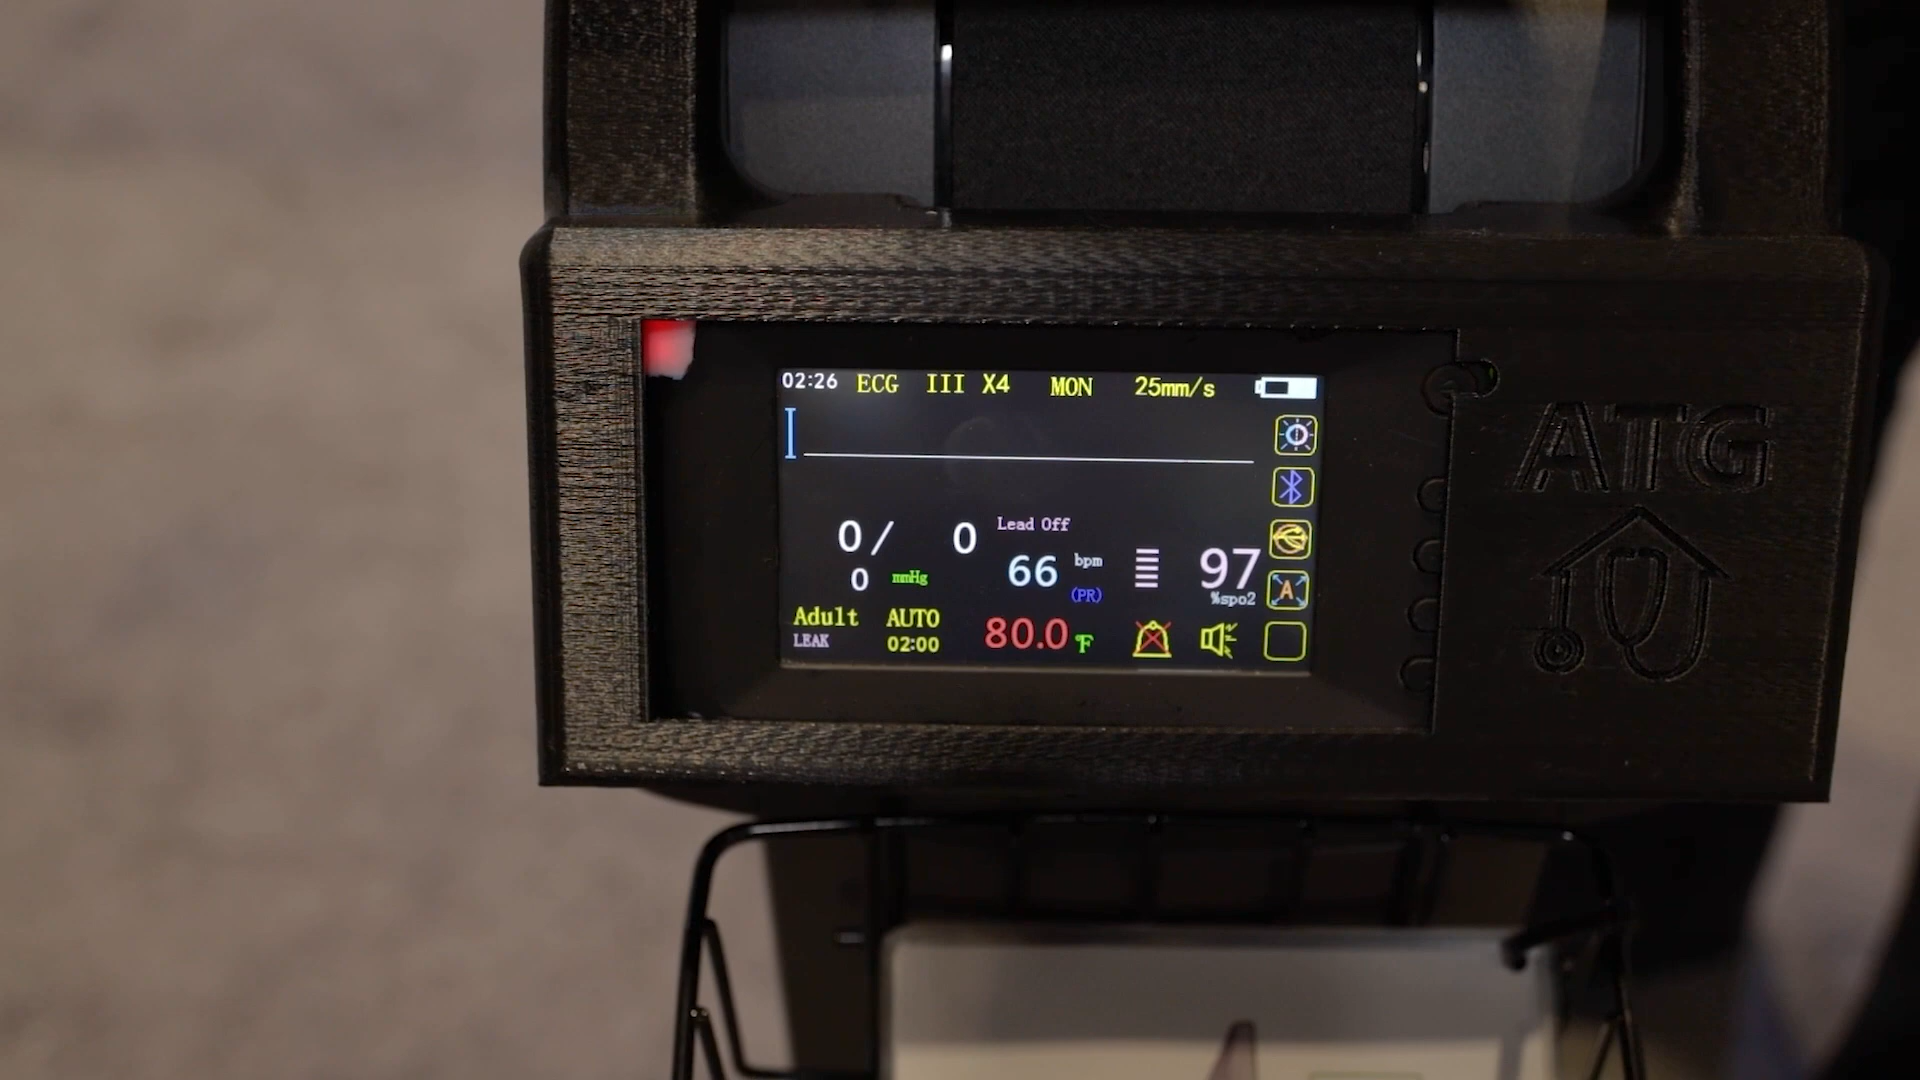 02:26 ECG III X4 MON 25mm/s
0/ 0 Lead Off
0 mmHg 66 bpm 97
(PR) %spo2
A
Adult AUTO 80.0 °F
LEAK 02:00
ATG